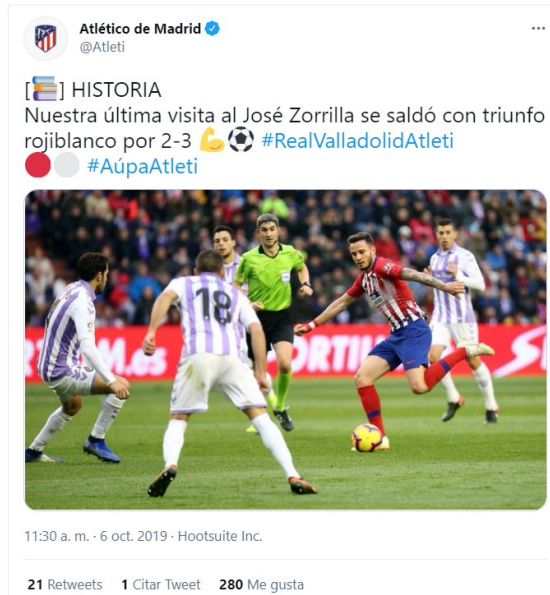 Atlético de Madrid
@Atleti
[📚] HISTORIA
Nuestra última visita al José Zorrilla se saldó con triunfo
rojiblanco por 2-3 💪⚽ #RealValladolidAtleti
🔴⚪ #AúpaAtleti
18
11:30 a. m. · 6 oct. 2019 · Hootsuite Inc.
21 Retweets 1 Citar Tweet 280 Me gusta